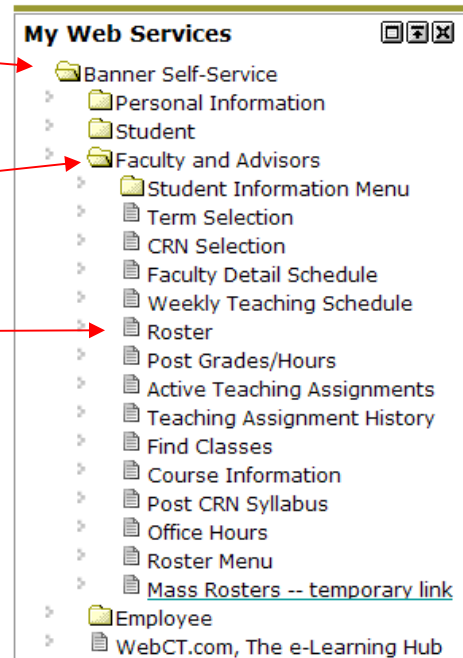 My Web Services
Banner Self-Service
Personal Information
Student
Faculty and Advisors
Student Information Menu
Term Selection
CRN Selection
Faculty Detail Schedule
Weekly Teaching Schedule
Roster
Post Grades/Hours
Active Teaching Assignments
Teaching Assignment History
Find Classes
Course Information
Post CRN Syllabus
Office Hours
Roster Menu
Mass Rosters -- temporary link
Employee
WebCT.com, The e-Learning Hub